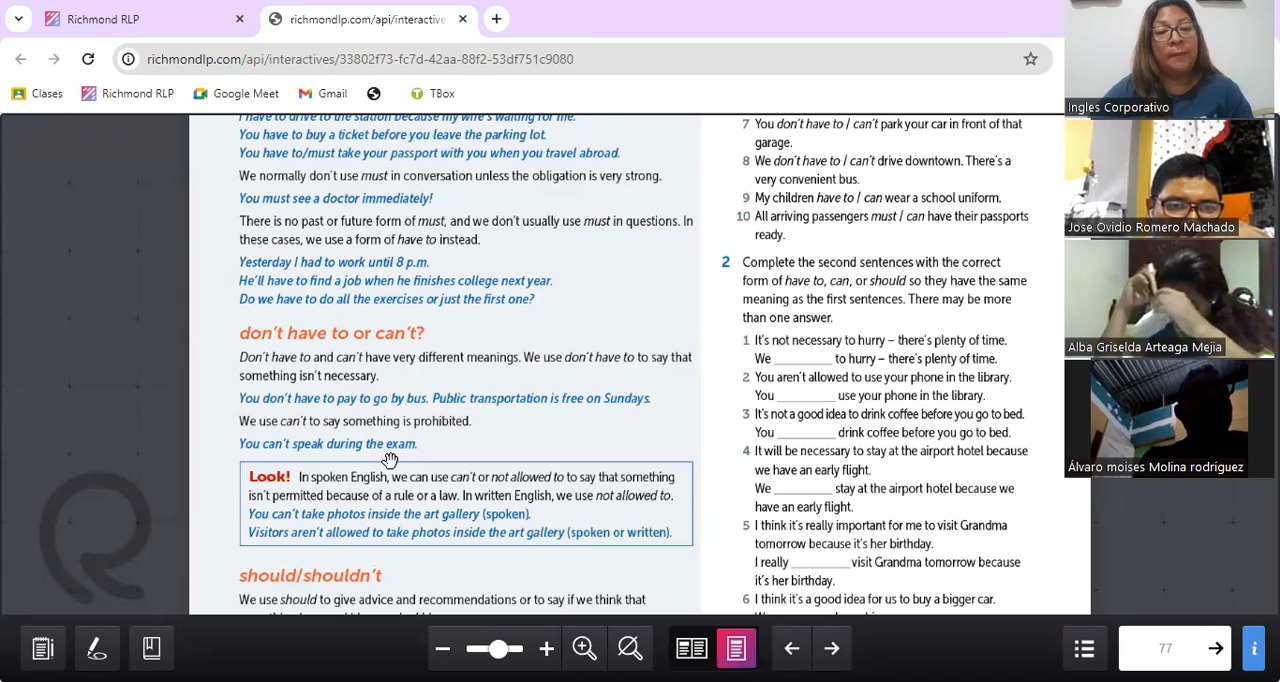 Richmond RLP
richmondlp.com/api/interactive
richmondlp.com/api/interactives/33802f73-fc7d-42aa-88f2-53df751c9080
Clases
Richmond RLP
Google Meet
Gmail
TBox
I have to drive to the station because my wife's waiting for me.
You have to buy a ticket before you leave the parking lot.
You have to/must take your passport with you when you travel abroad.
We normally don't use must in conversation unless the obligation is very strong.
You must see a doctor immediately!
There is no past or future form of must, and we don't usually use must in questions. In
these cases, we use a form of have to instead.
Yesterday I had to work until 8 p.m.
He'll have to find a job when he finishes college next year.
Do we have to do all the exercises or just the first one?
don't have to or can't?
Don't have to and can't have very different meanings. We use don't have to to say that
something isn't necessary.
You don't have to pay to go by bus. Public transportation is free on Sundays.
We use can't to say something is prohibited.
You can't speak during the exam.
Look! In spoken English, we can use can't or not allowed to to say that something
isn't permitted because of a rule or a law. In written English, we use not allowed to.
You can't take photos inside the art gallery (spoken).
Visitors aren't allowed to take photos inside the art gallery (spoken or written).
should/shouldn't
We use should to give advice and recommendations or to say if we think that
7 You don't have to / can't park your car in front of that
garage.
8 We don't have to / can't drive downtown. There's a
very convenient bus.
9 My children have to / can wear a school uniform.
10 All arriving passengers must / can have their passports
ready.
2 Complete the second sentences with the correct
form of have to, can, or should so they have the same
meaning as the first sentences. There may be more
than one answer.
1 It's not necessary to hurry – there's plenty of time.
We _________ to hurry – there's plenty of time.
2 You aren't allowed to use your phone in the library.
You _________ use your phone in the library.
3 It's not a good idea to drink coffee before you go to bed.
You _________ drink coffee before you go to bed.
4 It will be necessary to stay at the airport hotel because
we have an early flight.
We _________ stay at the airport hotel because we
have an early flight.
5 I think it's really important for me to visit Grandma
tomorrow because it's her birthday.
I really _________ visit Grandma tomorrow because
it's her birthday.
6 I think it's a good idea for us to buy a bigger car.
Ingles Corporativo
Jose Ovidio Romero Machado
Alba Griselda Arteaga Mejia
Álvaro moises Molina rodriguez
77